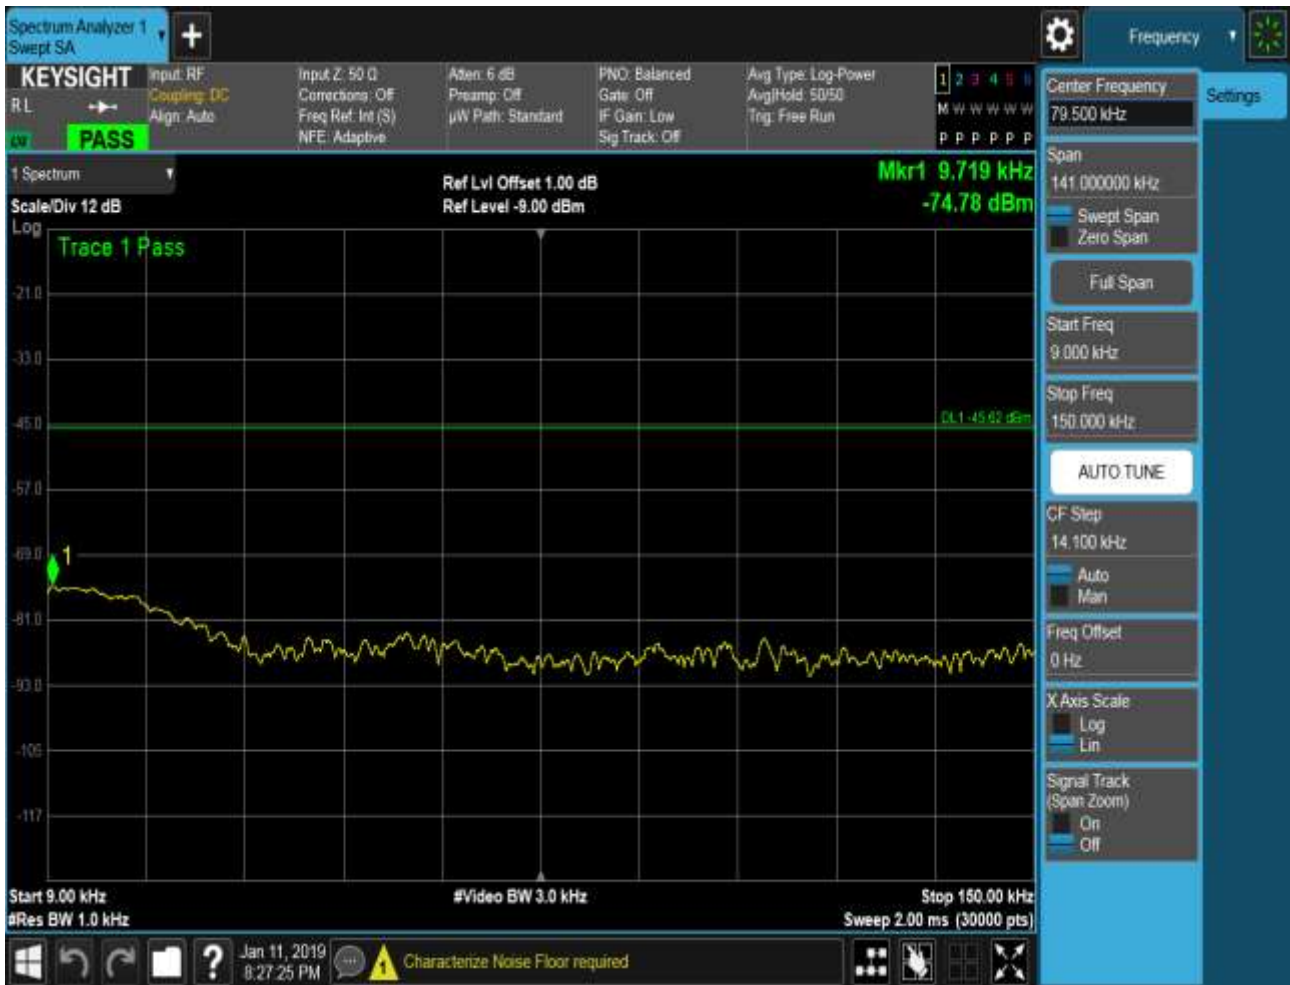 Spectrum Analyzer 1
Swept SA
+
Frequency
KEYSIGHT
R L
PASS
Input: RF
Coupling: DC
Align: Auto
Input Z: 50 Ω
Corrections: Off
Freq Ref: Int (S)
NFE: Adaptive
Atten: 6 dB
Preamp: Off
µW Path: Standard
PNO: Balanced
Gate: Off
IF Gain: Low
Sig Track: Off
Avg Type: Log-Power
Avg|Hold: 50/50
Trig: Free Run
1 2 3 4 5 6
M W W W W W
P P P P P P
1 Spectrum
Scale/Div 12 dB
Ref Lvl Offset 1.00 dB
Ref Level -9.00 dBm
Mkr1 9.719 kHz
-74.78 dBm
Log
Trace 1 Pass
-21.0
-33.0
-45.0
DL1 -45.62 dBm
-57.0
-69.0
1
-81.0
-93.0
-105
-117
Start 9.00 kHz
#Res BW 1.0 kHz
#Video BW 3.0 kHz
Stop 150.00 kHz
Sweep 2.00 ms (30000 pts)
Center Frequency
79.500 kHz
Settings
Span
141.000000 kHz
Swept Span
Zero Span
Full Span
Start Freq
9.000 kHz
Stop Freq
150.000 kHz
AUTO TUNE
CF Step
14.100 kHz
Auto
Man
Freq Offset
0 Hz
X Axis Scale
Log
Lin
Signal Track
(Span Zoom)
On
Off
?
Jan 11, 2019
8:27:25 PM
1
Characterize Noise Floor required